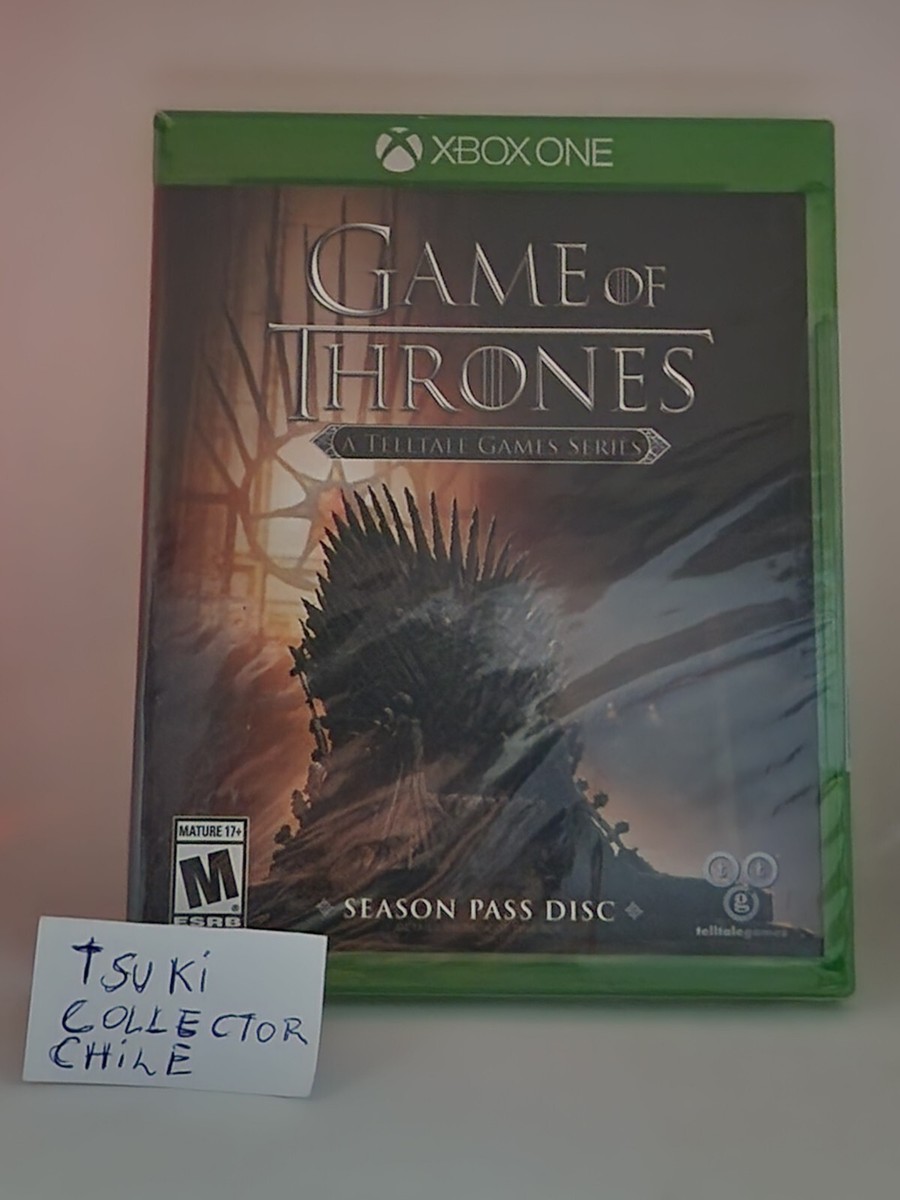 XBOX ONE
GAME OF
THRONES
A TELLTALE GAMES SERIES
MATURE 17+
M
ESRB
SEASON PASS DISC
t t
g
telltalegames
TSUKi
COLLECTOR
CHiLE